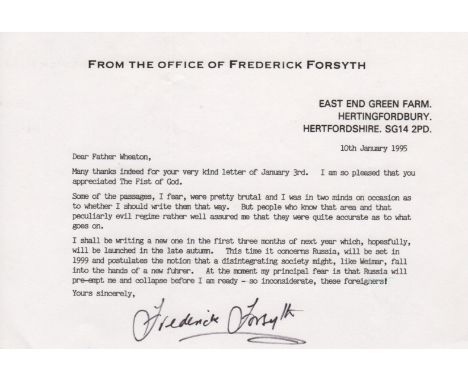 FROM THE OFFICE OF FREDERICK FORSYTH
EAST END GREEN FARM.
HERTINGFORDBURY.
HERTFORDSHIRE. SG14 2PD.
10th January 1995
Dear Father Wheaton,
Many thanks indeed for your very kind letter of January 3rd. I am so pleased that you
appreciated The Fist of God.
Some of the passages, I fear, were pretty brutal and I was in two minds on occasion as
to whether I should write them that way. But people who know that area and that
peculiarly evil regime rather well assured me that they were quite accurate as to what
goes on.
I shall be writing a new one in the first three months of next year which, hopefully,
will be launched in the late autumn. This time it concerns Russia, will be set in
1999 and postulates the notion that a disintegrating society might, like Weimar, fall
into the hands of a new fuhrer. At the moment my principal fear is that Russia will
pre-empt me and collapse before I am ready - so inconsiderate, these foreigners!
Yours sincerely,
Frederick Forsyth